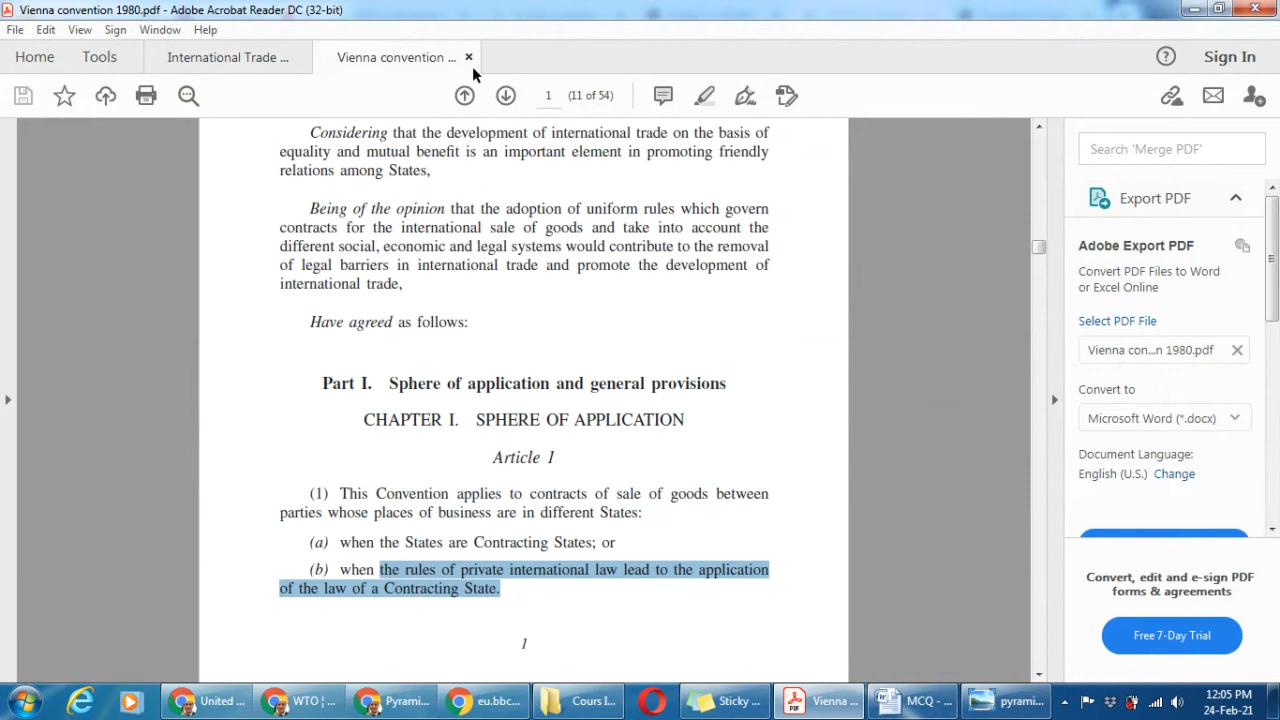 Vienna convention 1980.pdf - Adobe Acrobat Reader DC (32-bit)
File Edit View Sign Window Help
Home Tools International Trade ... Vienna convention ... Sign In
1 (11 of 54)
Considering that the development of international trade on the basis of
equality and mutual benefit is an important element in promoting friendly
relations among States,
Being of the opinion that the adoption of uniform rules which govern
contracts for the international sale of goods and take into account the
different social, economic and legal systems would contribute to the removal
of legal barriers in international trade and promote the development of
international trade,
Have agreed as follows:
Part I. Sphere of application and general provisions
CHAPTER I. SPHERE OF APPLICATION
Article 1
(1) This Convention applies to contracts of sale of goods between
parties whose places of business are in different States:
(a) when the States are Contracting States; or
(b) when the rules of private international law lead to the application
of the law of a Contracting State.
1
Search 'Merge PDF'
Export PDF
Adobe Export PDF
Convert PDF Files to Word
or Excel Online
Select PDF File
Vienna con...n 1980.pdf
Convert to
Microsoft Word (*.docx)
Document Language:
English (U.S.) Change
Convert, edit and e-sign PDF
forms & agreements
Free 7-Day Trial
United ... WTO | ... Pyrami... eu.bbc... Cours I... Sticky ... Vienna ... MCQ - ... pyrami...
12:05 PM
24-Feb-21